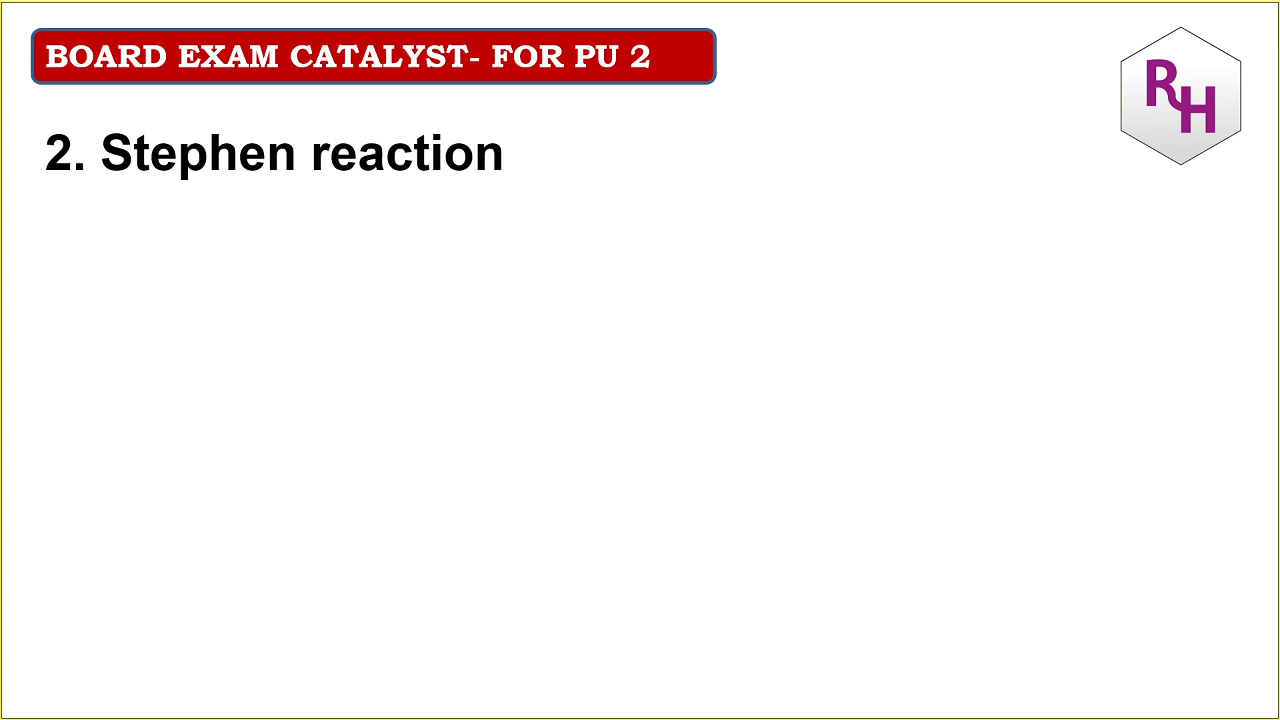 BOARD EXAM CATALYST- FOR PU 2
RH
2. Stephen reaction